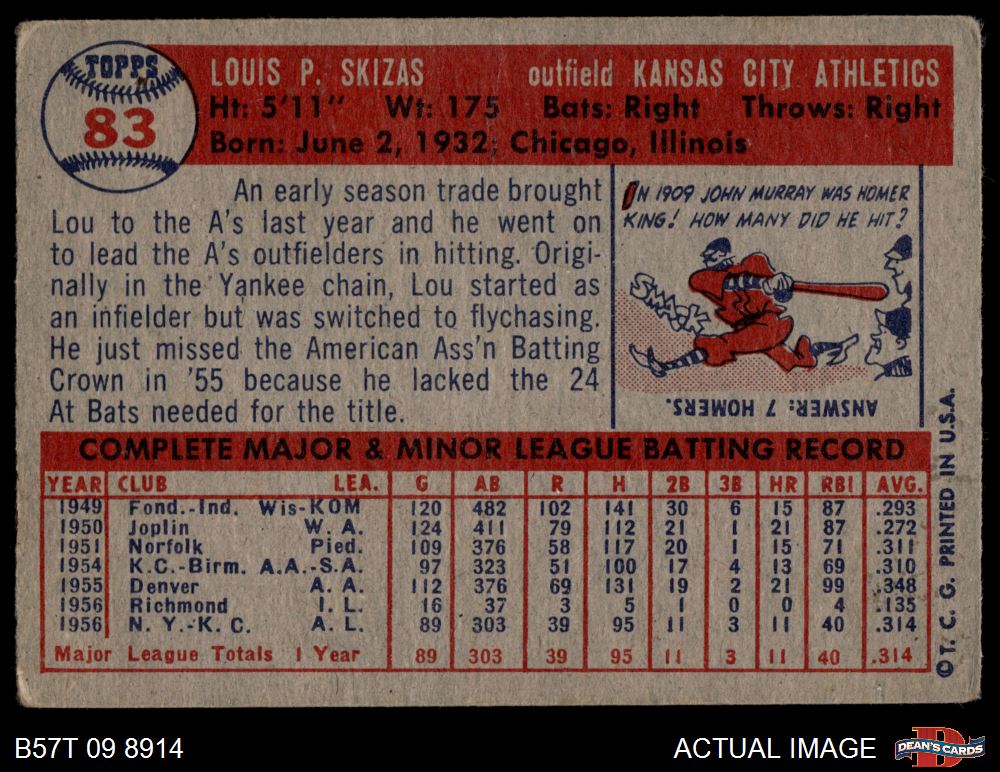 TOPPS
83
LOUIS P. SKIZAS outfield KANSAS CITY ATHLETICS
Ht: 5'11" Wt: 175 Bats: Right Throws: Right
Born: June 2, 1932; Chicago, Illinois
An early season trade brought
Lou to the A's last year and he went on
to lead the A's outfielders in hitting. Origi-
nally in the Yankee chain, Lou started as
an infielder but was switched to flychasing.
He just missed the American Ass'n Batting
Crown in '55 because he lacked the 24
At Bats needed for the title.
IN 1909 JOHN MURRAY WAS HOMER
KING! HOW MANY DID HE HIT?
SMACK
ANSWER: 7 HOMERS.
COMPLETE MAJOR & MINOR LEAGUE BATTING RECORD
YEAR CLUB LEA. G AB R H 2B 3B HR RBI AVG.
1949 Fond.-Ind. Wis-KOM 120 482 102 141 30 6 15 87 .293
1950 Joplin W. A. 124 411 79 112 21 1 21 87 .272
1951 Norfolk Pied. 109 376 58 117 20 1 15 71 .311
1954 K.C.-Birm. A.A.-S.A. 97 323 51 100 17 4 13 69 .310
1955 Denver A. A. 112 376 69 131 19 2 21 99 .348
1956 Richmond I. L. 16 37 3 5 1 0 0 4 .135
1956 N. Y.-K. C. A. L. 89 303 39 95 11 3 11 40 .314
Major League Totals 1 Year 89 303 39 95 11 3 11 40 .314
© T. C. G. PRINTED IN U.S.A.
B57T 09 8914
ACTUAL IMAGE
DEAN'S CARDS